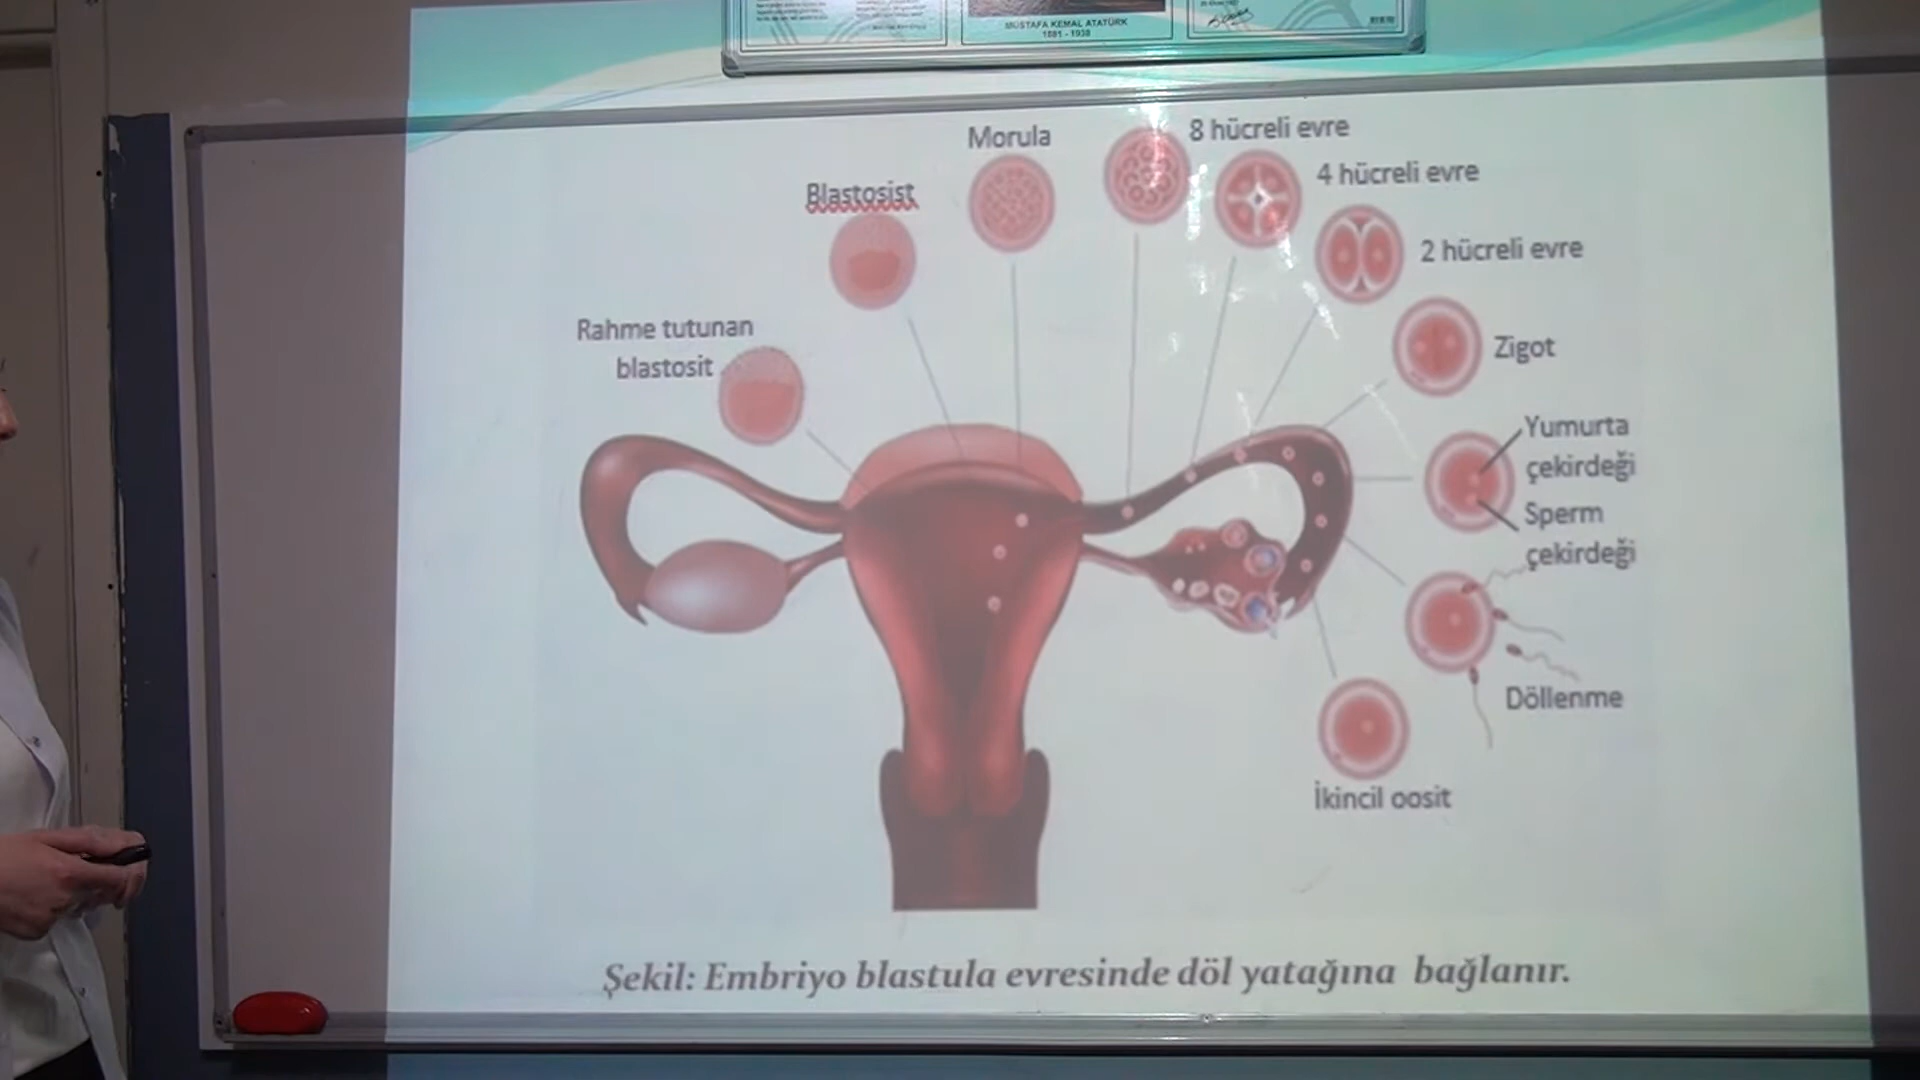 MUSTAFA KEMAL ATATÜRK
1881 - 1938
Morula
8 hücreli evre
4 hücreli evre
Blastosist
2 hücreli evre
Rahme tutunan
blastosit
Zigot
Yumurta
çekirdeği
Sperm
çekirdeği
Döllenme
İkincil oosit
Şekil: Embriyo blastula evresinde döl yatağına bağlanır.